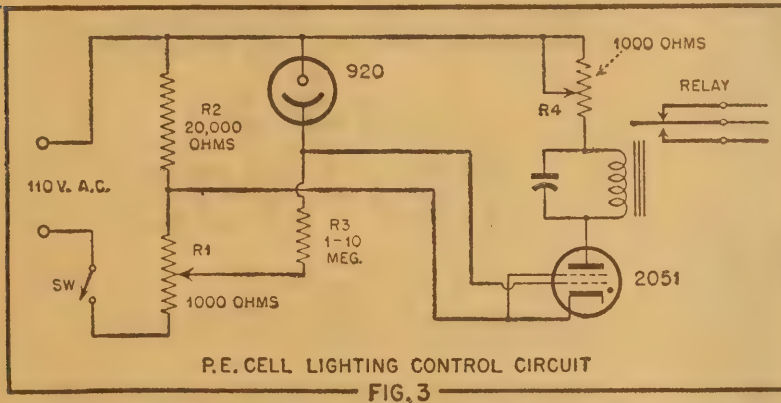 1000 OHMS
920
RELAY
R4
R2
20,000
OHMS
110 V. A.C.
R3
1-10
MEG.
R1
SW
1000 OHMS
2051
P.E. CELL LIGHTING CONTROL CIRCUIT
FIG. 3